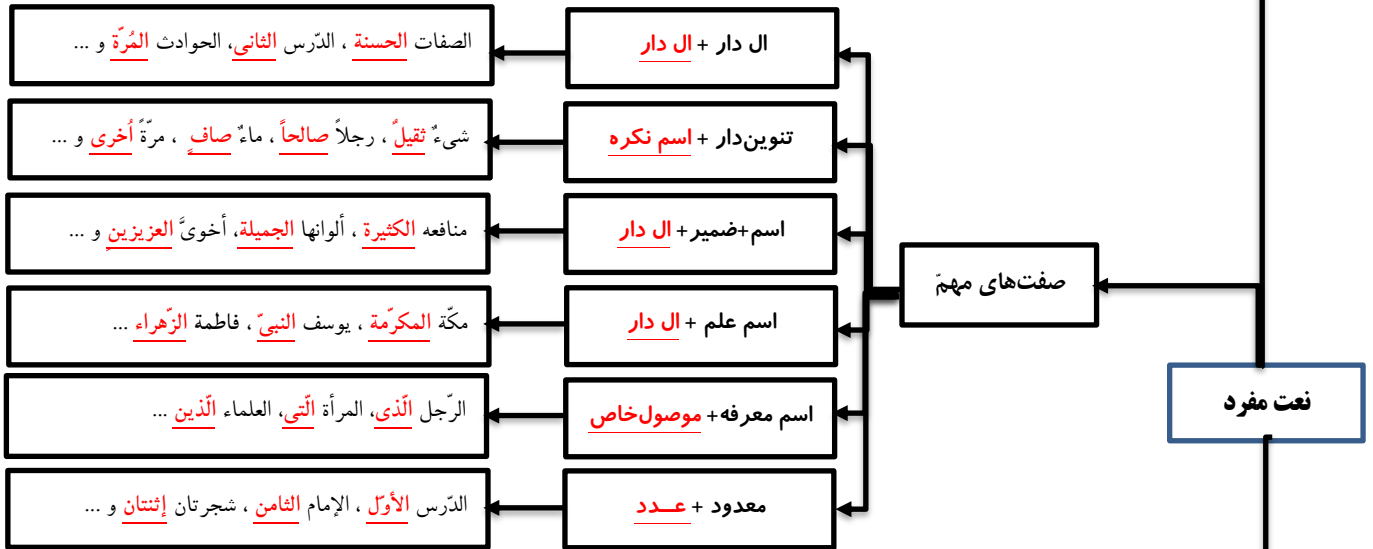 نعت مفرد
صفت‌های مهمّ
ال دار + ال دار
الصفات الحسنة ، الدّرس الثانی، الحوادث المُرّة و ...
تنوین‌دار + اسم نکره
شیءٌ ثقیلٌ ، رجلاً صالحاً ، ماءٌ صافٍ ، مرّةً اُخری و ...
اسم+ضمیر+ ال دار
منافعه الکثیرة ، ألوانها الجمیلة، أخویَّ العزیزینِ و ...
اسم علم + ال دار
مکّة المکرّمة ، یوسف النبیّ ، فاطمة الزّهراء ...
اسم معرفه+ موصول‌خاص
الرّجل الّذی، المرأة الّتی، العلماء الّذین ...
معدود + عــدد
الدّرس الأوّل ، الإمام الثامن ، شجرتان إثنتان و ...